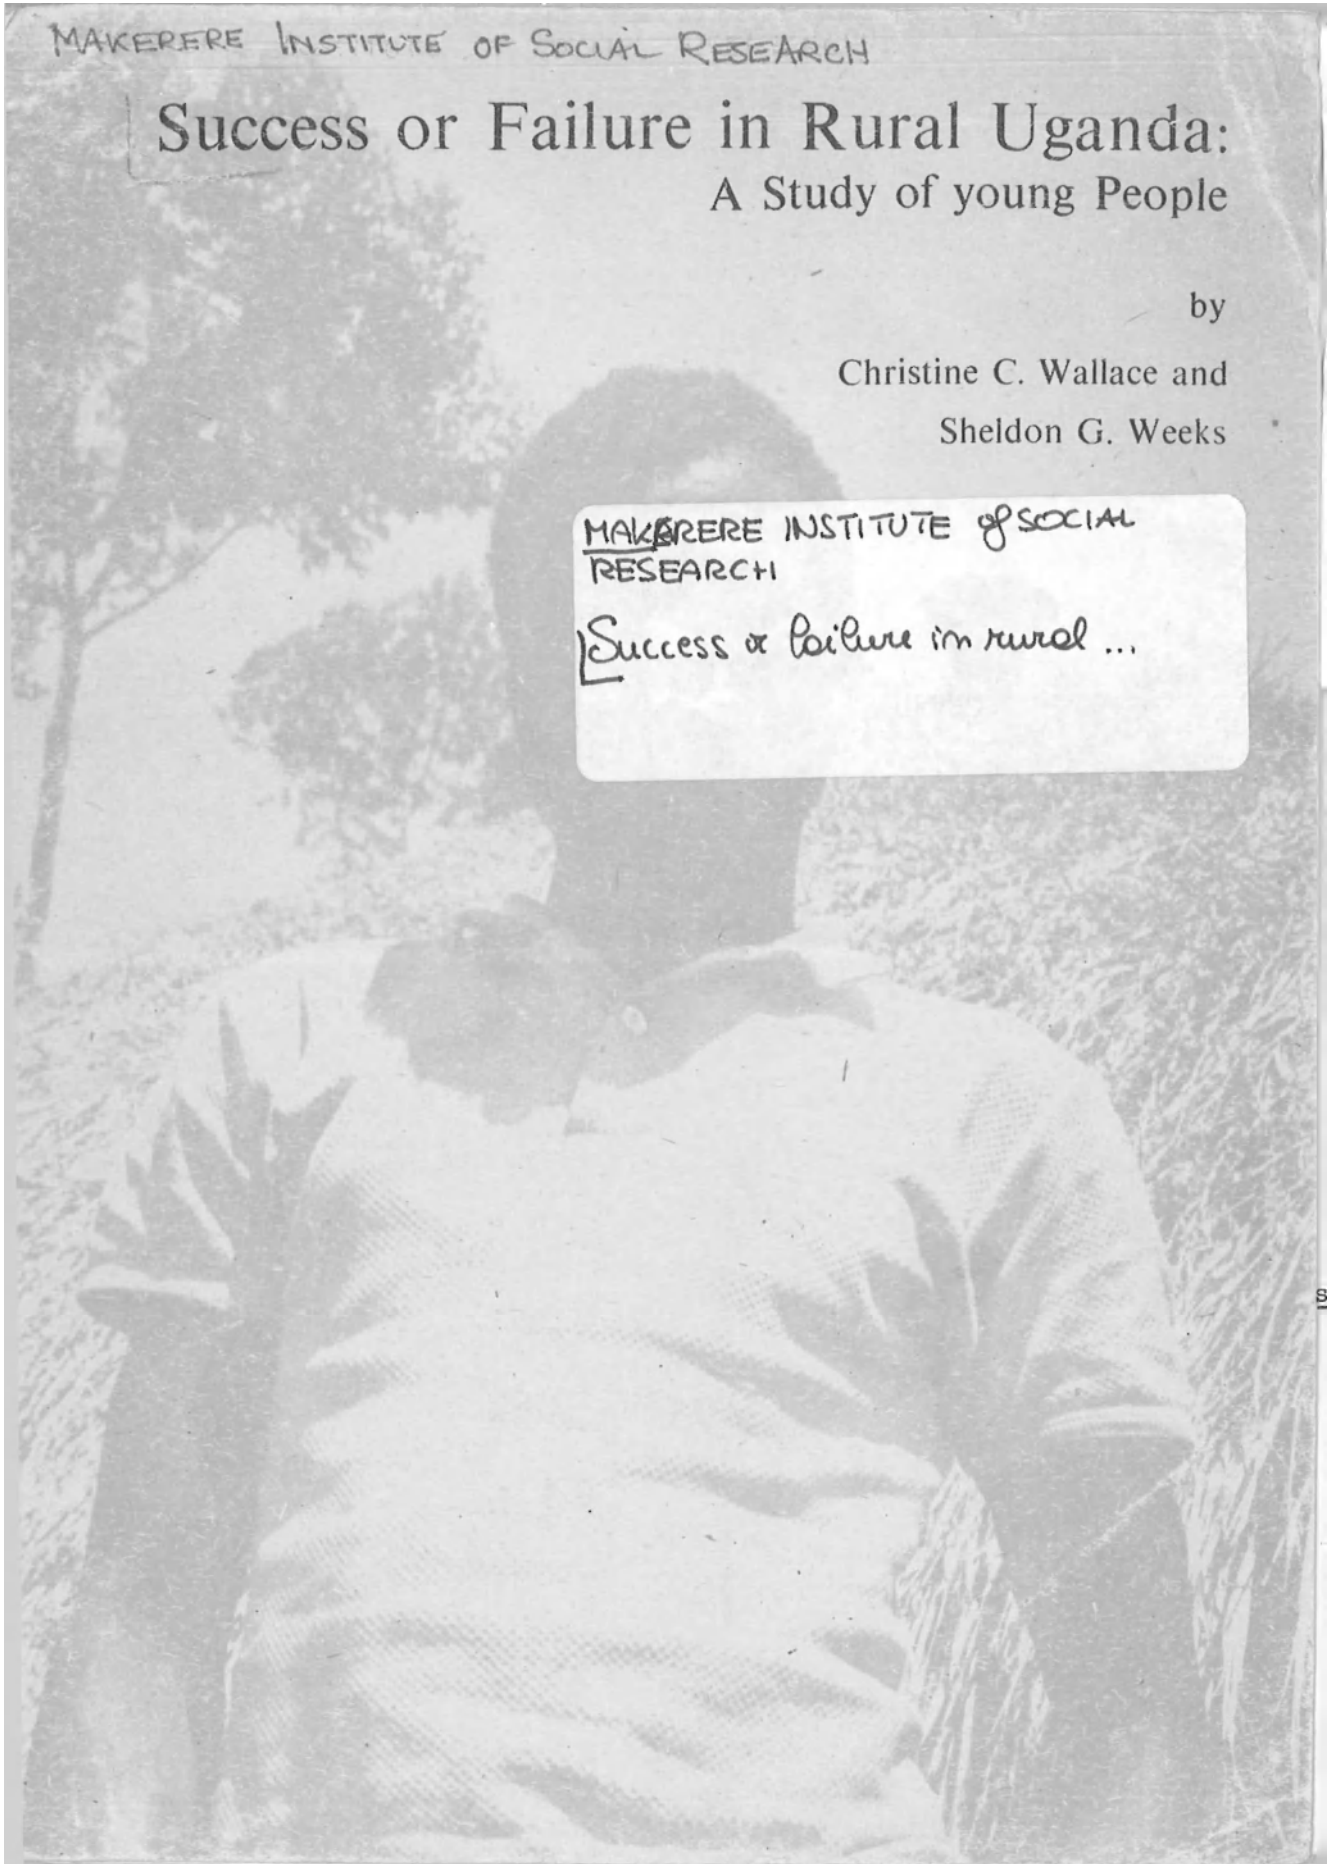 MAKERERE INSTITUTE OF SOCIAL RESEARCH
Success or Failure in Rural Uganda:
A Study of young People
by
Christine C. Wallace and
Sheldon G. Weeks
MAKERERE INSTITUTE of SOCIAL
RESEARCH
Success or failure in rural ...
s